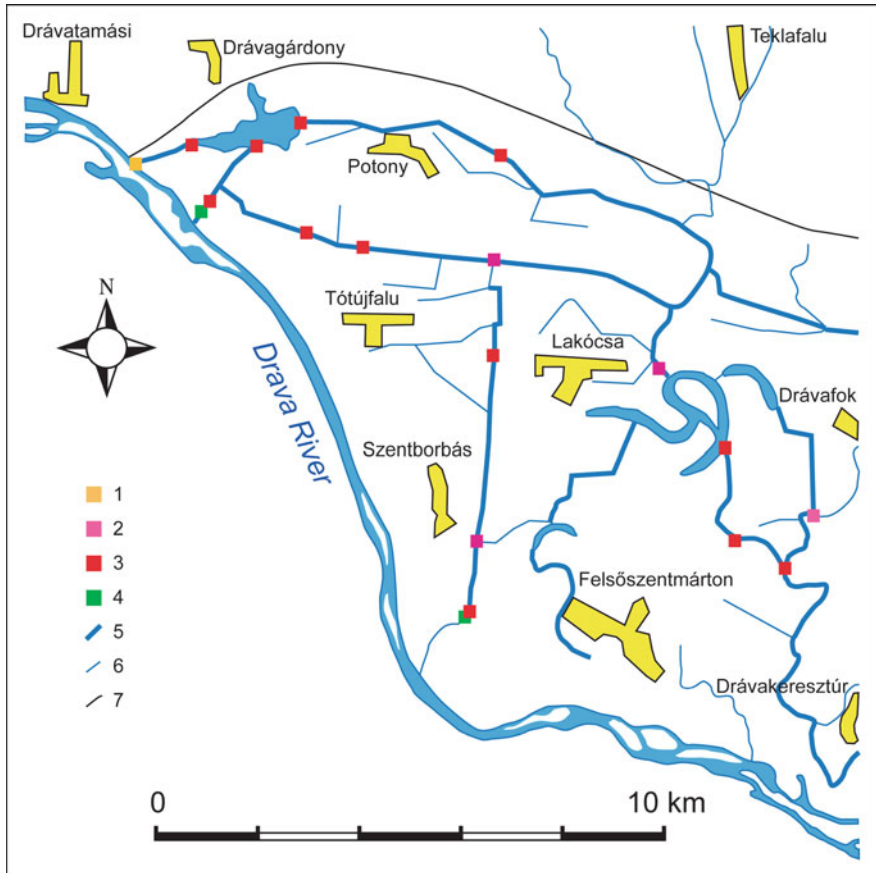 Drávatamási
Drávagárdony
Teklafalu
Potony
N
Tótújfalu
Lakócsa
Drávafok
Drava River
Szentborbás
1
2
3
4
5
6
7
Felsőszentmárton
Drávakeresztúr
0
10 km